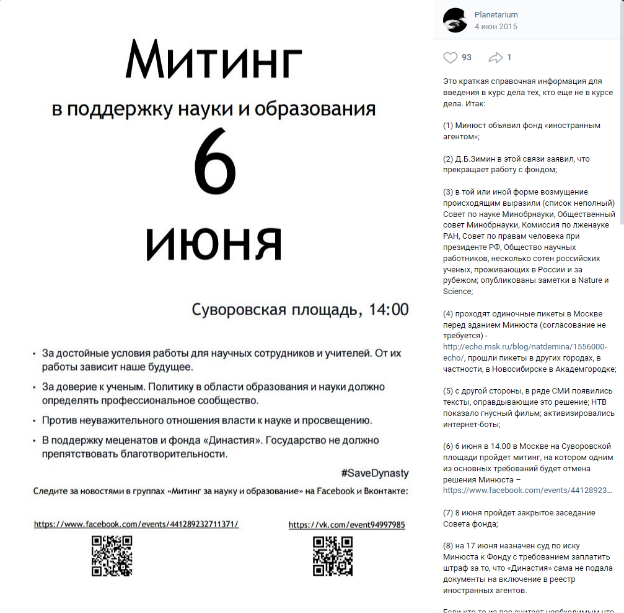 Митинг
в поддержку науки и образования
6
июня
Суворовская площадь, 14:00
• За достойные условия работы для научных сотрудников и учителей. От их
работы зависит наше будущее.
• За доверие к ученым. Политику в области образования и науки должно
определять профессиональное сообщество.
• Против неуважительного отношения власти к науке и просвещению.
• В поддержку меценатов и фонда «Династия». Государство не должно
препятствовать благотворительности.
#SaveDynasty
Следите за новостями в группах «Митинг за науку и образование» на Facebook и Вконтакте:
https://www.facebook.com/events/441289232711371/ https://vk.com/event94997985
Planetarium
4 июн 2015
93 1
Это краткая справочная информация для
введения в курс дела тех, кто еще не в курсе
дела. Итак:
(1) Минюст объявил фонд «иностранным
агентом»;
(2) Д.Б.Зимин в этой связи заявил, что
прекращает работу с фондом;
(3) в той или иной форме возмущение
происходящим выразили (список неполный)
Совет по науке Минобрнауки, Общественный
совет Минобрнауки, Комиссия по лженауке
РАН, Совет по правам человека при
президенте РФ, Общество научных
работников, несколько сотен российских
ученых, проживающих в России и за
рубежом; опубликованы заметки в Nature и
Science;
(4) проходят одиночные пикеты в Москве
перед зданием Минюста (согласование не
требуется) -
http://echo.msk.ru/blog/natdemina/1556000-
echo/, прошли пикеты в других городах, в
частности, в Новосибирске в Академгородке;
(5) с другой стороны, в ряде СМИ появились
тексты, оправдывающие это решение; НТВ
показало гнусный фильм; активизировались
интернет-боты;
(6) 6 июня в 14.00 в Москве на Суворовской
площади пройдет митинг, на котором одним
из основных требований будет отмена
решения Минюста –
https://www.facebook.com/events/44128923...
(7) 8 июня пройдет закрытое заседание
Совета фонда;
(8) на 17 июня назначен суд по иску
Минюста к Фонду с требованием заплатить
штраф за то, что «Династия» сама не подала
документы на включение в реестр
иностранных агентов.